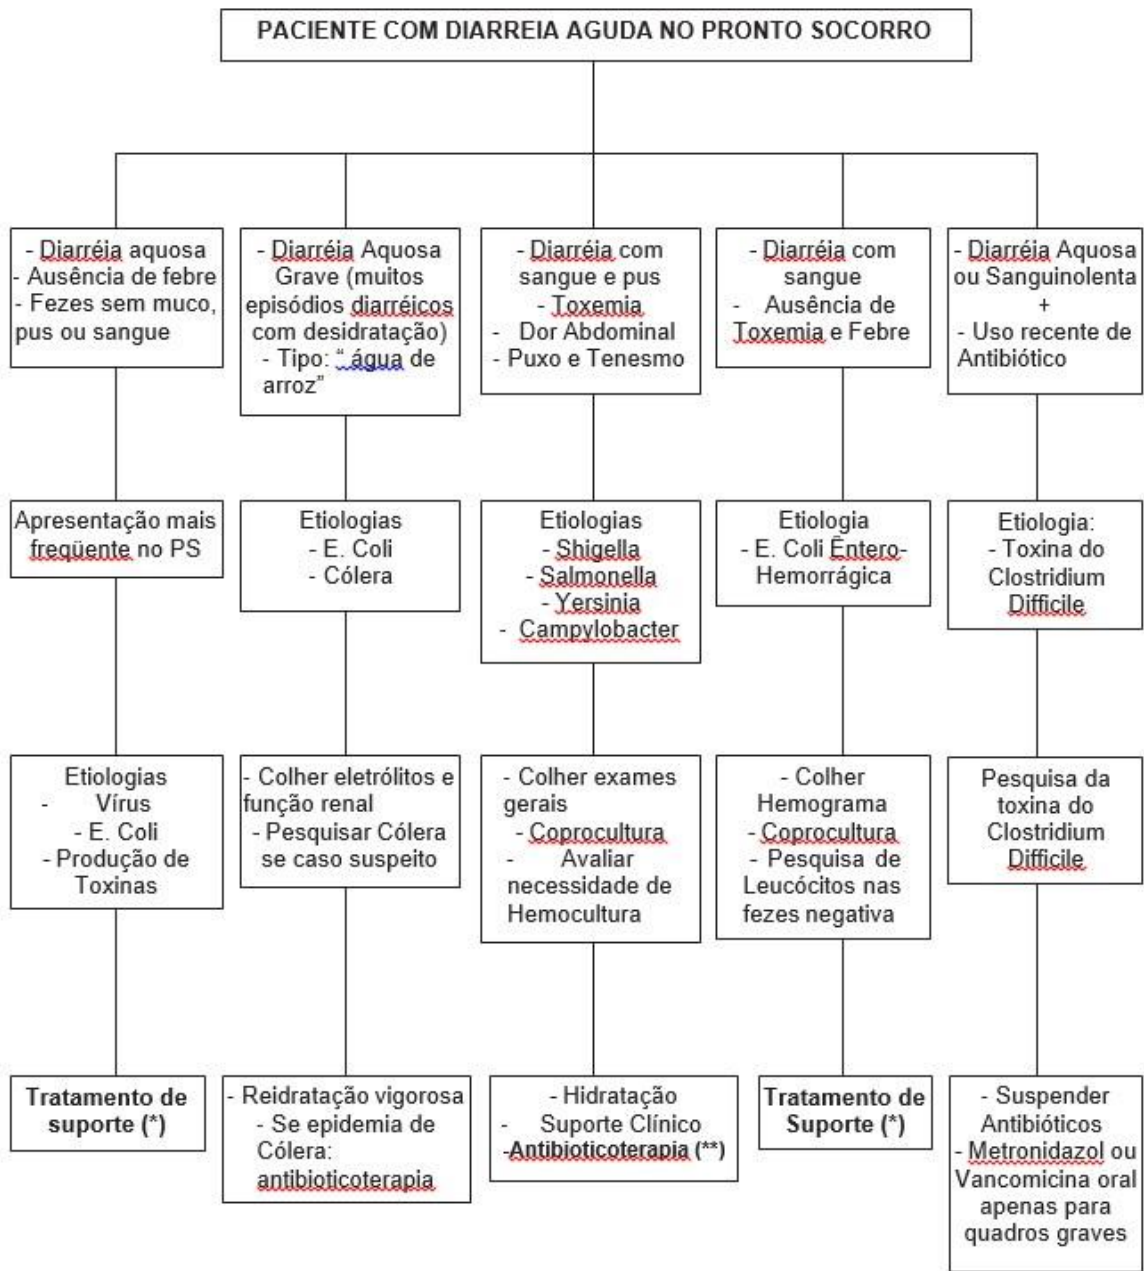 PACIENTE COM DIARREIA AGUDA NO PRONTO SOCORRO
- Diarréia aquosa
- Ausência de febre
- Fezes sem muco,
pus ou sangue
- Diarréia Aquosa
Grave (muitos
episódios diarréicos
com desidratação)
- Tipo: “ água de
arroz”
- Diarréia com
sangue e pus
- Toxemia
- Dor Abdominal
- Puxo e Tenesmo
- Diarréia com
sangue
- Ausência de
Toxemia e Febre
- Diarréia Aquosa
ou Sanguinolenta
+
- Uso recente de
Antibiótico
Apresentação mais
freqüente no PS
Etiologias
- E. Coli
- Cólera
Etiologias
- Shigella
- Salmonella
- Yersinia
- Campylobacter
Etiologia
- E. Coli Êntero-
Hemorrágica
Etiologia:
- Toxina do
Clostridium
Difficile
Etiologias
- Vírus
- E. Coli
- Produção de
Toxinas
- Colher eletrólitos e
função renal
- Pesquisar Cólera
se caso suspeito
- Colher exames
gerais
- Coprocultura
- Avaliar
necessidade de
Hemocultura
- Colher
Hemograma
- Coprocultura
- Pesquisa de
Leucócitos nas
fezes negativa
Pesquisa da
toxina do
Clostridium
Difficile
Tratamento de
suporte (*)
- Reidratação vigorosa
- Se epidemia de
Cólera:
antibioticoterapia
- Hidratação
- Suporte Clínico
-Antibioticoterapia (**)
Tratamento de
Suporte (*)
- Suspender
Antibióticos
- Metronidazol ou
Vancomicina oral
apenas para
quadros graves